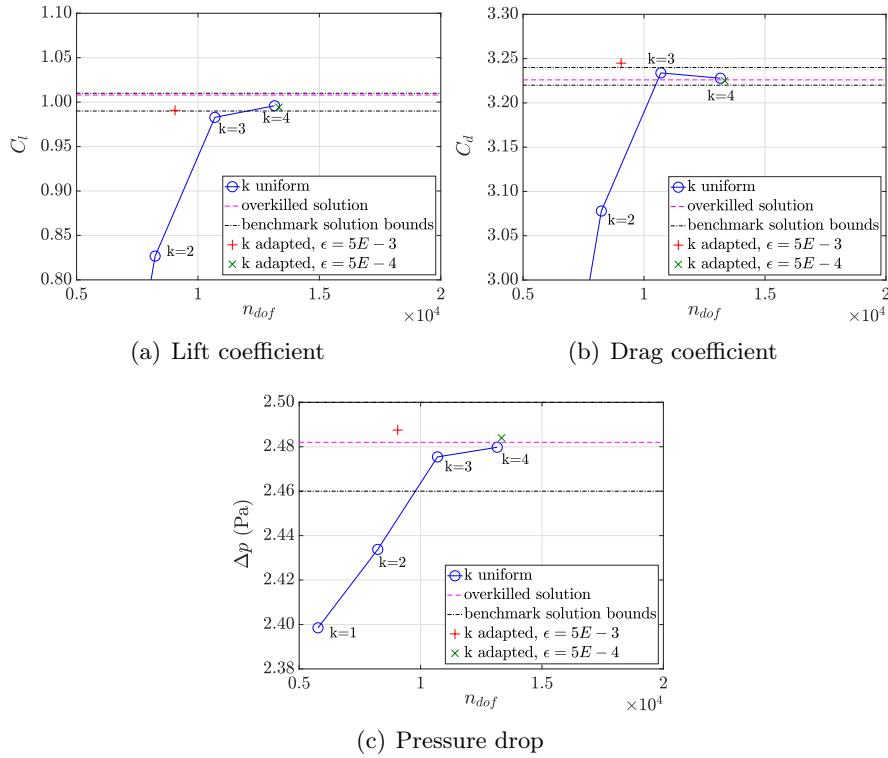 1.10
1.05
1.00
0.95
0.90
0.85
0.80
C_l
k=3
k=4
k=2
k uniform
overkilled solution
benchmark solution bounds
k adapted, ϵ = 5E − 3
k adapted, ϵ = 5E − 4
0.5 1 1.5 2
n_dof
×10^4
(a) Lift coefficient
3.30
3.25
3.20
3.15
3.10
3.05
3.00
C_d
k=3
k=4
k=2
k uniform
overkilled solution
benchmark solution bounds
k adapted, ϵ = 5E − 3
k adapted, ϵ = 5E − 4
0.5 1 1.5 2
n_dof
×10^4
(b) Drag coefficient
2.50
2.48
2.46
2.44
2.42
2.40
2.38
Δp (Pa)
k=3
k=4
k=2
k=1
k uniform
overkilled solution
benchmark solution bounds
k adapted, ϵ = 5E − 3
k adapted, ϵ = 5E − 4
0.5 1 1.5 2
n_dof
×10^4
(c) Pressure drop